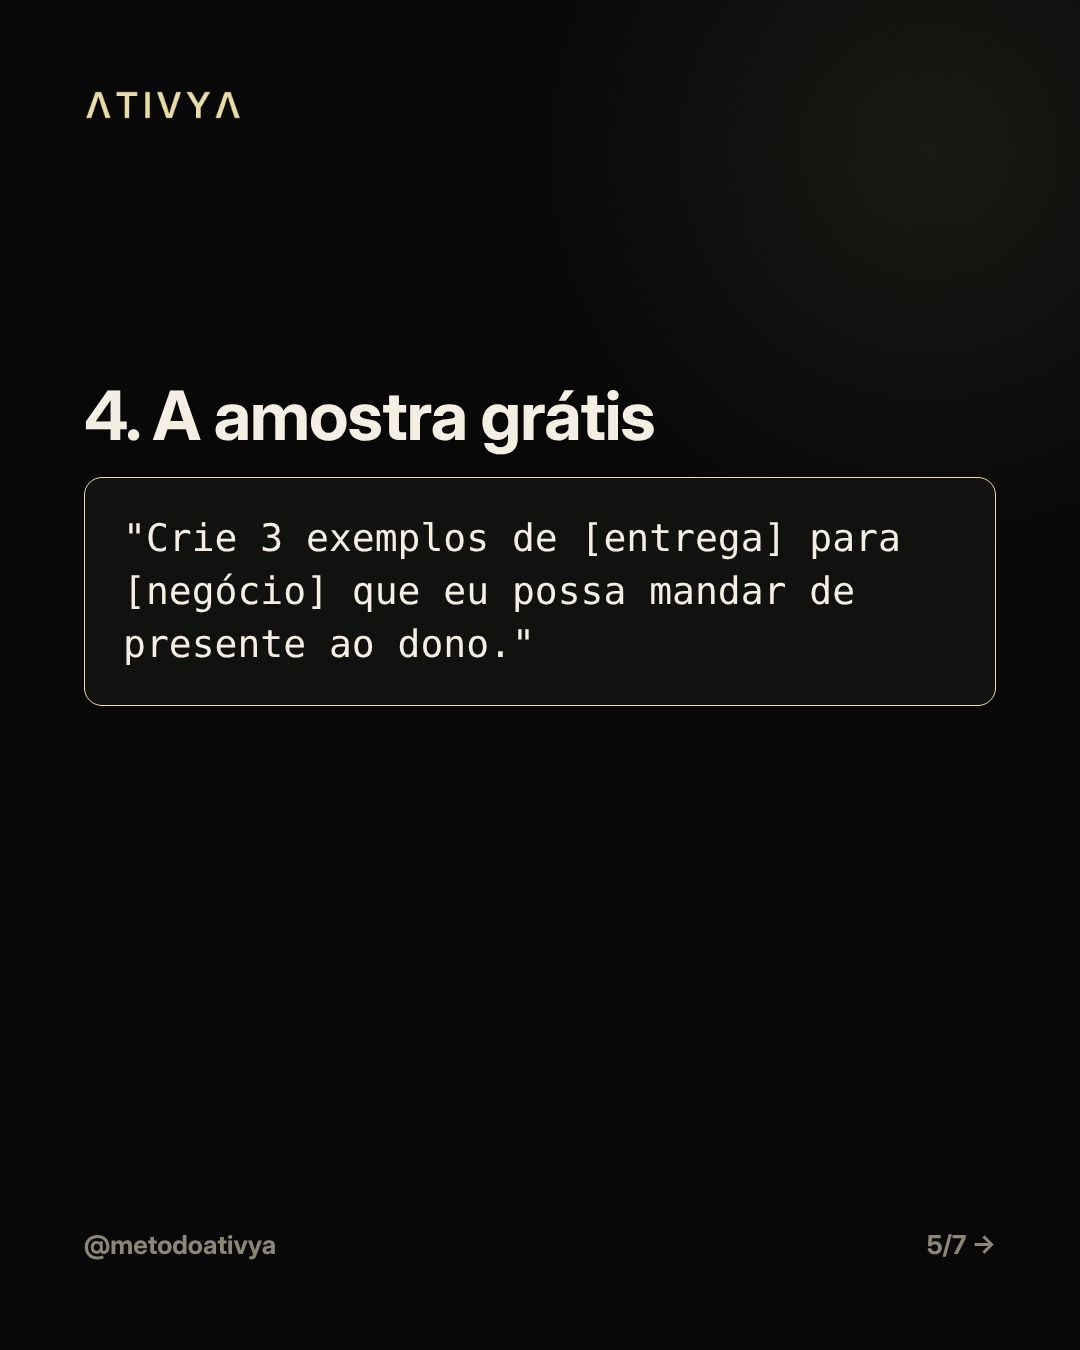 ATIVYA
4. A amostra grátis
"Crie 3 exemplos de [entrega] para
[negócio] que eu possa mandar de
presente ao dono."
@metodoativya
5/7 →